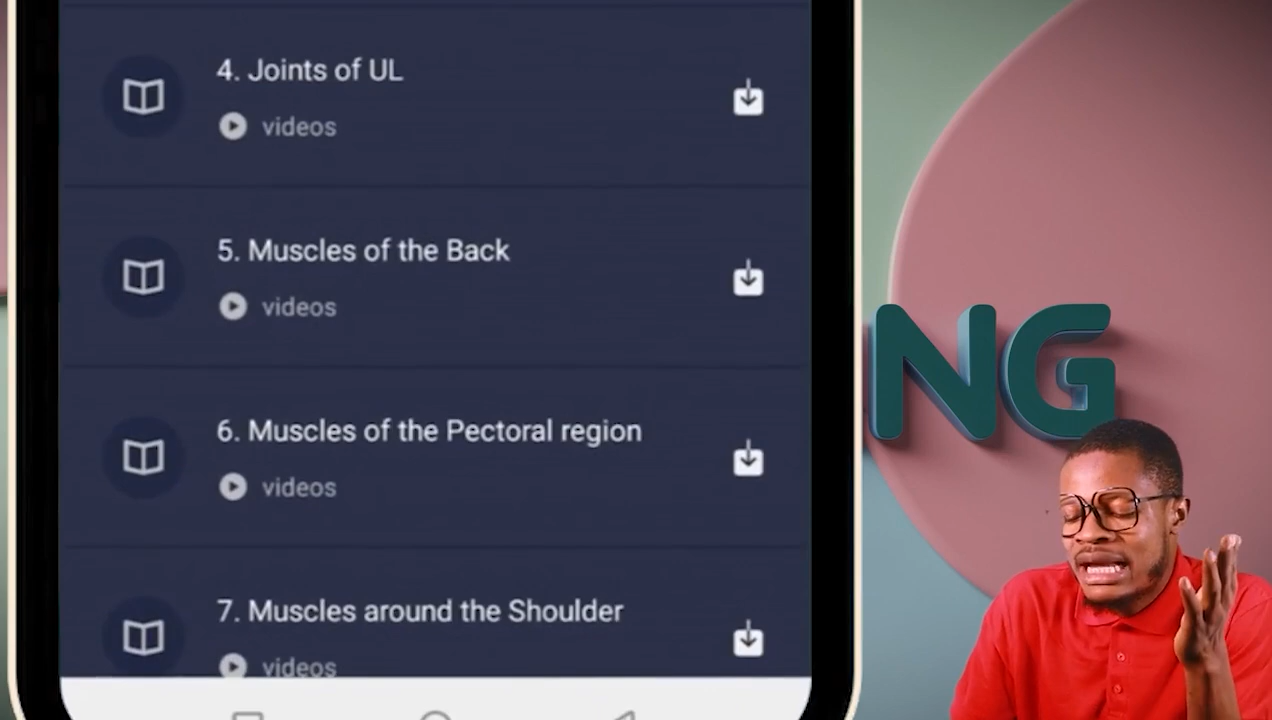 4. Joints of UL
videos
5. Muscles of the Back
videos
6. Muscles of the Pectoral region
videos
NG
7. Muscles around the Shoulder
videos